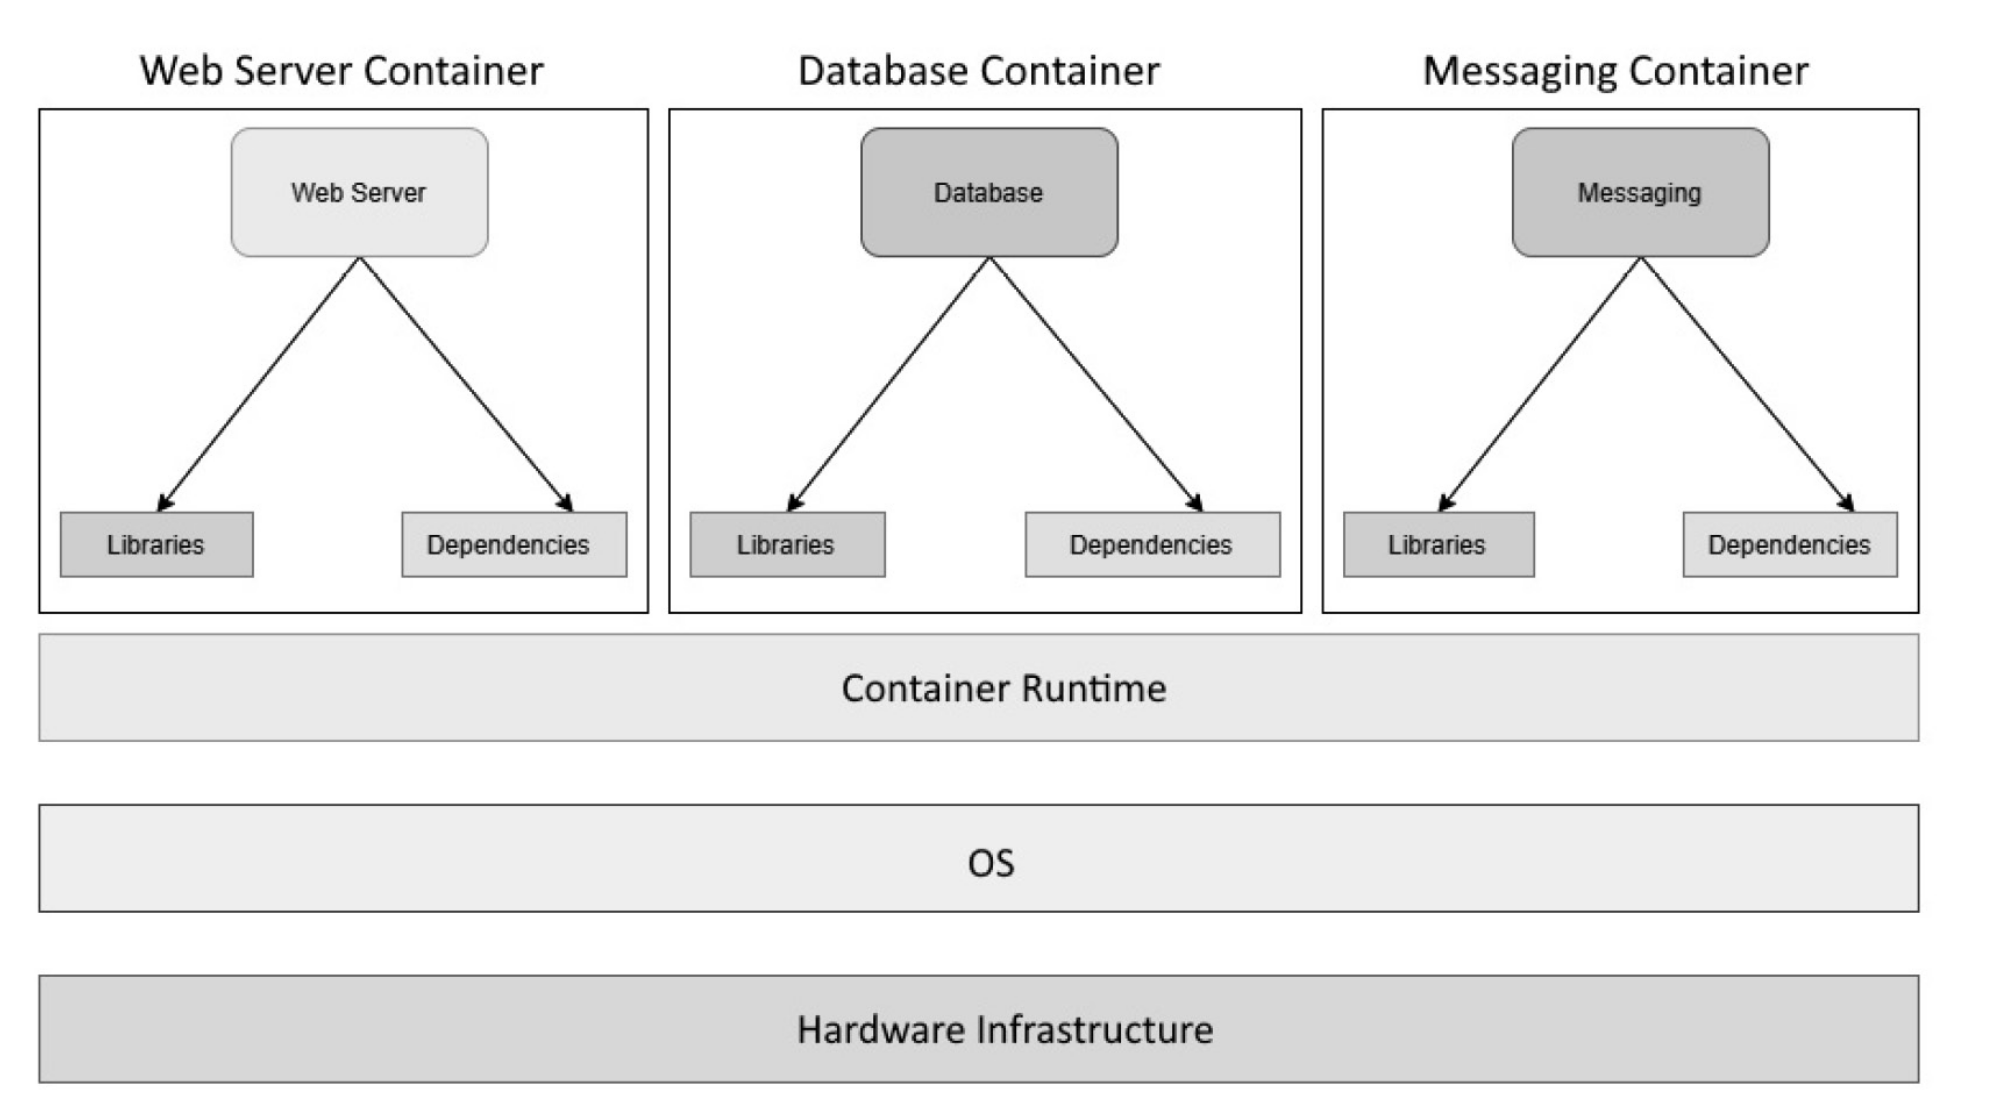 Web Server Container
Database Container
Messaging Container
Web Server
Database
Messaging
Libraries
Dependencies
Libraries
Dependencies
Libraries
Dependencies
Container Runtime
OS
Hardware Infrastructure